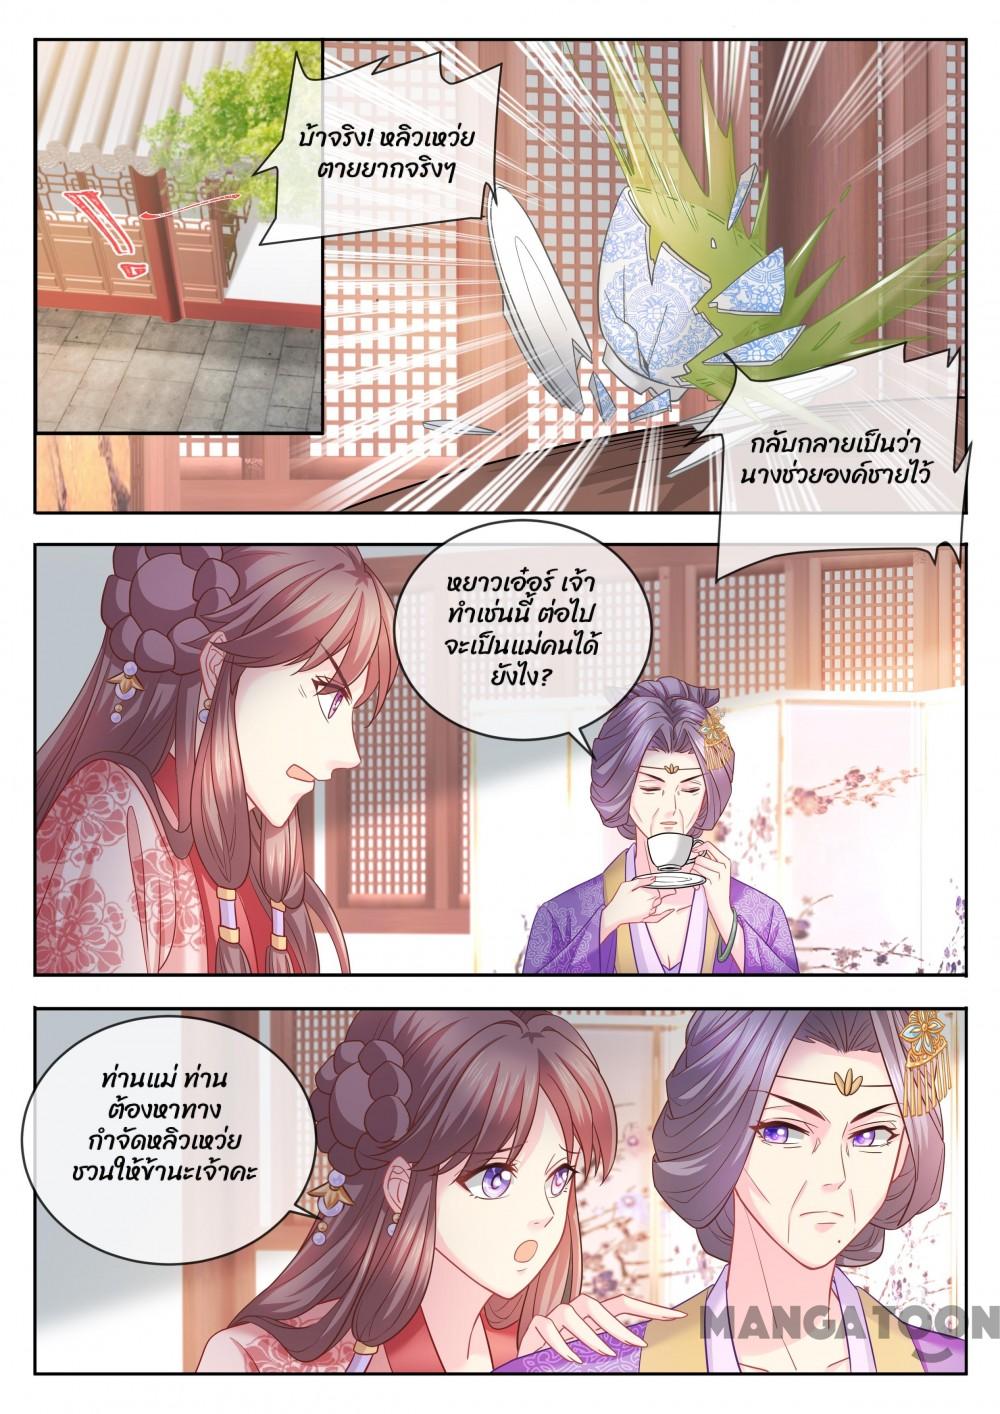 บ้าจริง! หลิวเหว่ย
ตายยากจริงๆ
กลับกลายเป็นว่า
นางช่วยองค์ชายไว้
หยาวเอ๋อร์ เจ้า
ทำเช่นนี้ ต่อไป
จะเป็นแม่คนได้
ยังไง?
ท่านแม่ ท่าน
ต้องหาทาง
กำจัดหลิวเหว่ย
ชวนให้ข้านะเจ้าคะ
MANGATOON